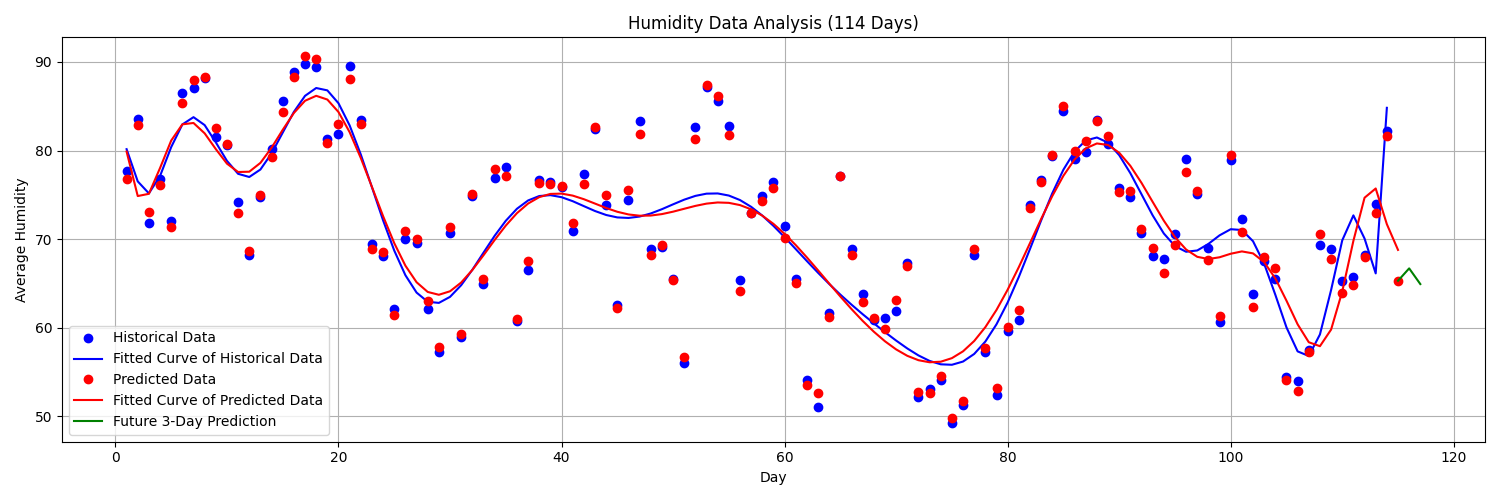 Humidity Data Analysis (114 Days)
Average Humidity
90
80
70
60
50
Historical Data
Fitted Curve of Historical Data
Predicted Data
Fitted Curve of Predicted Data
Future 3-Day Prediction
0 20 40 60 80 100 120
Day